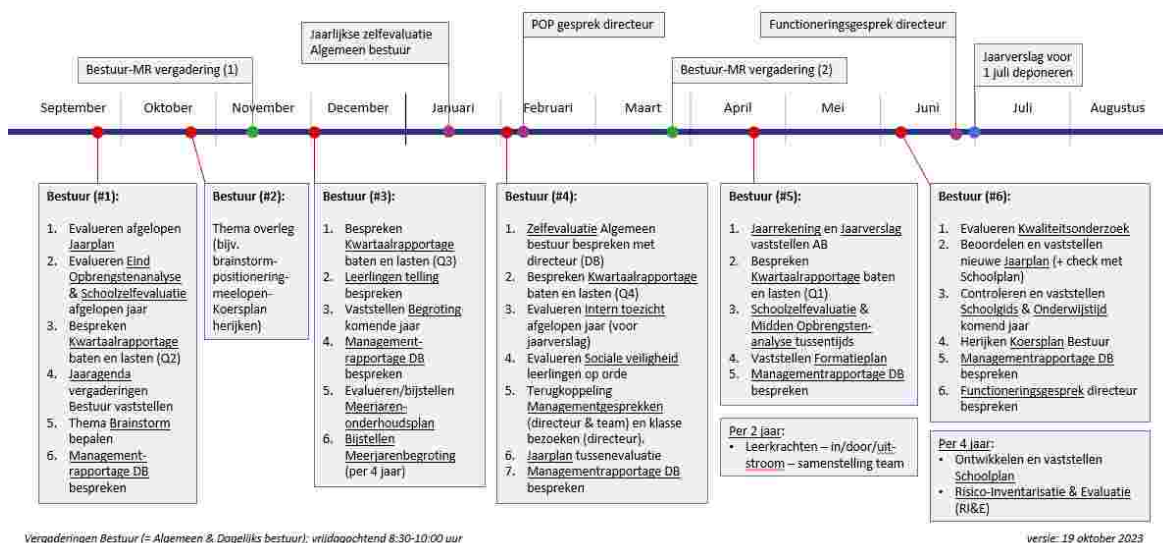 POP gesprek directeur
Functioneringsgesprek directeur
Jaarlijkse zelfevaluatie
Algemeen bestuur
Jaarverslag voor
1 juli deponeren
Bestuur-MR vergadering (1)
Bestuur-MR vergadering (2)
September
Oktober
November
December
Januari
Februari
Maart
April
Mei
Juni
Juli
Augustus
Bestuur (#1):
1. Evalueren afgelopen
Jaarplan
2. Evalueren Eind
Opbrengstenanalyse
& Schoolzelfevaluatie
afgelopen jaar
3. Bespreken
Kwartaalrapportage
baten en lasten (Q2)
4. Jaaragenda
vergaderingen
Bestuur vaststellen
5. Thema Brainstorm
bepalen
6. Management-
rapportage DB
bespreken
Bestuur (#2):
Thema overleg
(bijv.
brainstorm-
positionering-
meelopen-
Koersplan
herijken)
Bestuur (#3):
1. Bespreken
Kwartaalrapportage
baten en lasten (Q3)
2. Leerlingen telling
bespreken
3. Vaststellen Begroting
komende jaar
4. Management-
rapportage DB
bespreken
5. Evalueren/bijstellen
Meerjaren-
onderhoudsplan
6. Bijstellen
Meerjarenbegroting
(per 4 jaar)
Bestuur (#4):
1. Zelfevaluatie Algemeen
bestuur bespreken met
directeur (DB)
2. Bespreken Kwartaalrapportage
baten en lasten (Q4)
3. Evalueren Intern toezicht
afgelopen jaar (voor
jaarverslag)
4. Evalueren Sociale veiligheid
leerlingen op orde
5. Terugkoppeling
Managementgesprekken
(directeur & team) en klasse
bezoeken (directeur).
6. Jaarplan tussenevaluatie
7. Managementrapportage DB
bespreken
Bestuur (#5):
1. Jaarrekening en Jaarverslag
vaststellen AB
2. Bespreken
Kwartaalrapportage baten
en lasten (Q1)
3. Schoolzelfevaluatie &
Midden Opbrengsten-
analyse tussentijds
4. Vaststellen Formatieplan
5. Managementrapportage DB
bespreken
Per 2 jaar:
• Leerkrachten – in/door/uit-
stroom – samenstelling team
Bestuur (#6):
1. Evalueren Kwaliteitsonderzoek
2. Beoordelen en vaststellen
nieuwe Jaarplan (+ check met
Schoolplan)
3. Controleren en vaststellen
Schoolgids & Onderwijstijd
komend jaar
4. Herijken Koersplan Bestuur
5. Managementrapportage DB
bespreken
6. Functioneringsgesprek directeur
bespreken
Per 4 jaar:
• Ontwikkelen en vaststellen
Schoolplan
• Risico-Inventarisatie & Evaluatie
(RI&E)
Vergaderingen Bestuur (= Algemeen & Dagelijks bestuur): vrijdagochtend 8:30-10:00 uur
versie: 19 oktober 2023